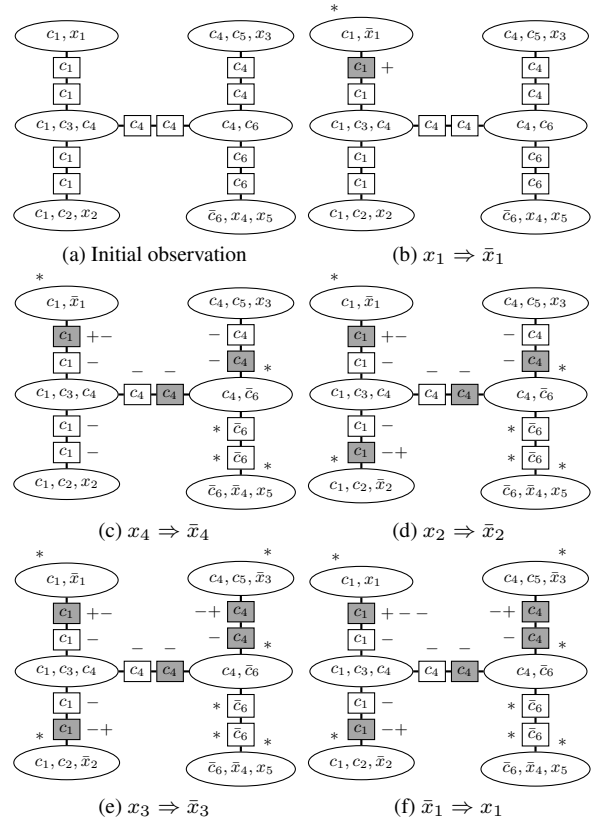 c₁, x₁ c₄, c₅, x₃
c₁ c₄
c₁ c₄
c₁, c₃, c₄ c₄ c₄ c₄, c₆
c₁ c₆
c₁ c₆
c₁, c₂, x₂ c̄₆, x₄, x₅
(a) Initial observation
*
c₁, x̄₁ c₄, c₅, x₃
c₁ + c₄
c₁ c₄
c₁, c₃, c₄ c₄ c₄ c₄, c₆
c₁ c₆
c₁ c₆
c₁, c₂, x₂ c̄₆, x₄, x₅
(b) x₁ ⇒ x̄₁
*
c₁, x̄₁ c₄, c₅, x₃
c₁ +- - c₄
c₁ - - c₄
- - *
c₁, c₃, c₄ c₄ c₄ c₄, c̄₆
c₁ - * c̄₆
c₁ - * c̄₆ *
c₁, c₂, x₂ c̄₆, x̄₄, x₅
(c) x₄ ⇒ x̄₄
*
c₁, x̄₁ c₄, c₅, x₃
c₁ +- - c₄
c₁ - - c₄
- - *
c₁, c₃, c₄ c₄ c₄ c₄, c̄₆
c₁ - * c̄₆
* c₁ -+ * c̄₆ *
c₁, c₂, x̄₂ c̄₆, x̄₄, x₅
(d) x₂ ⇒ x̄₂
* *
c₁, x̄₁ c₄, c₅, x̄₃
c₁ +- -+ c₄
c₁ - - c₄
- - *
c₁, c₃, c₄ c₄ c₄ c₄, c̄₆
c₁ - * c̄₆
* c₁ -+ * c̄₆ *
c₁, c₂, x̄₂ c̄₆, x̄₄, x₅
(e) x₃ ⇒ x̄₃
* *
c₁, x₁ c₄, c₅, x̄₃
c₁ +-- -+ c₄
c₁ - - c₄
- - *
c₁, c₃, c₄ c₄ c₄ c₄, c̄₆
c₁ - * c̄₆
* c₁ -+ * c̄₆ *
c₁, c₂, x̄₂ c̄₆, x̄₄, x₅
(f) x̄₁ ⇒ x₁